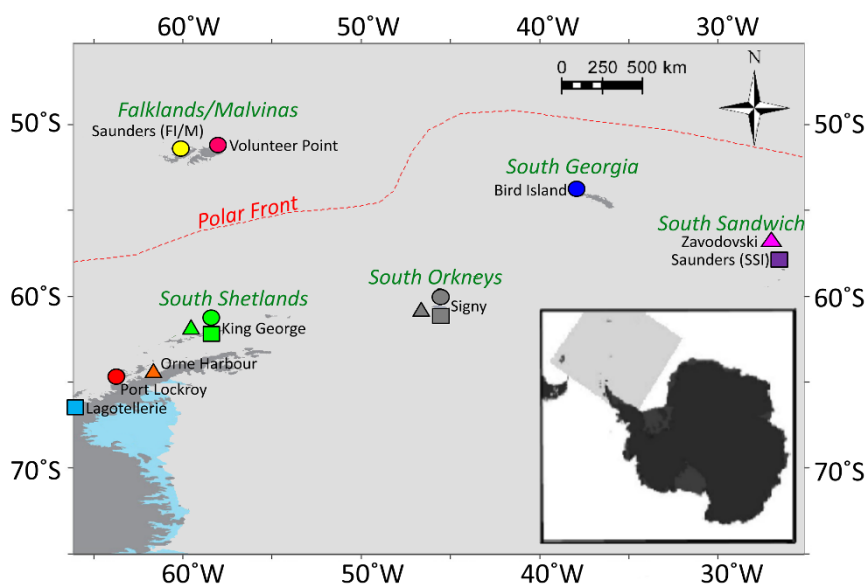 60˚W 50˚W 40˚W 30˚W
0 250 500 km
N
50˚S 50˚S
Falklands/Malvinas
Saunders (FI/M)
Volunteer Point
South Georgia
Bird Island
Polar Front
South Sandwich
Zavodovski
Saunders (SSI)
South Orkneys
Signy
60˚S 60˚S
South Shetlands
King George
Orne Harbour
Port Lockroy
Lagotellerie
70˚S 70˚S
60˚W 50˚W 40˚W 30˚W